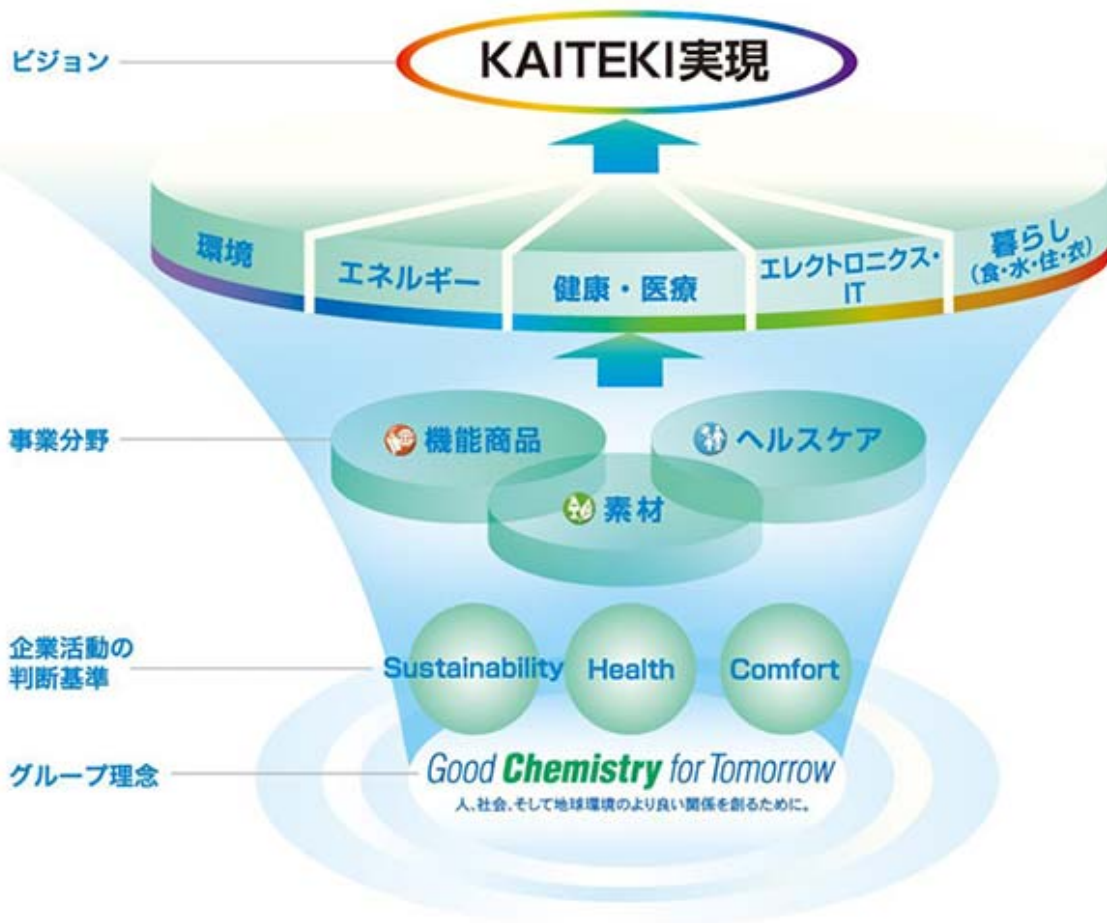 ビジョン
KAITEKI実現
環境
エネルギー
健康・医療
エレクトロニクス・
IT
暮らし
(食・水・住・衣)
事業分野
機能商品
ヘルスケア
素材
企業活動の
判断基準
Sustainability
Health
Comfort
グループ理念
Good Chemistry for Tomorrow
人、社会、そして地球環境のより良い関係を創るために。